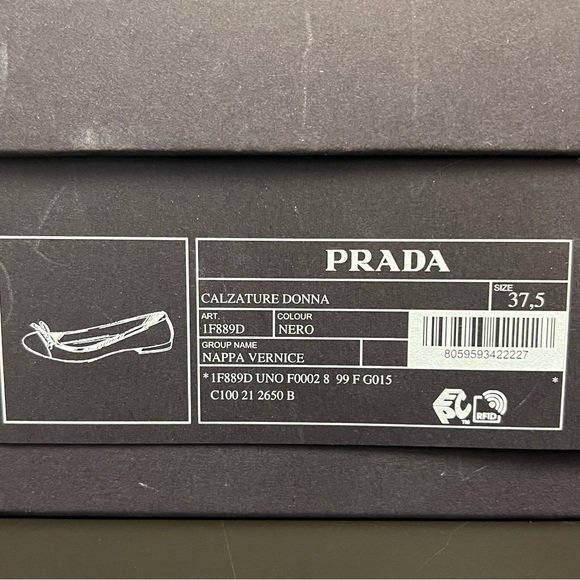 PRADA
CALZATURE DONNA
SIZE
37,5
ART.
1F889D
COLOUR
NERO
GROUP NAME
NAPPA VERNICE
8059593422227
*1F889D UNO F0002 8 99 F G015 *
C100 21 2650 B
EPC™ RFID